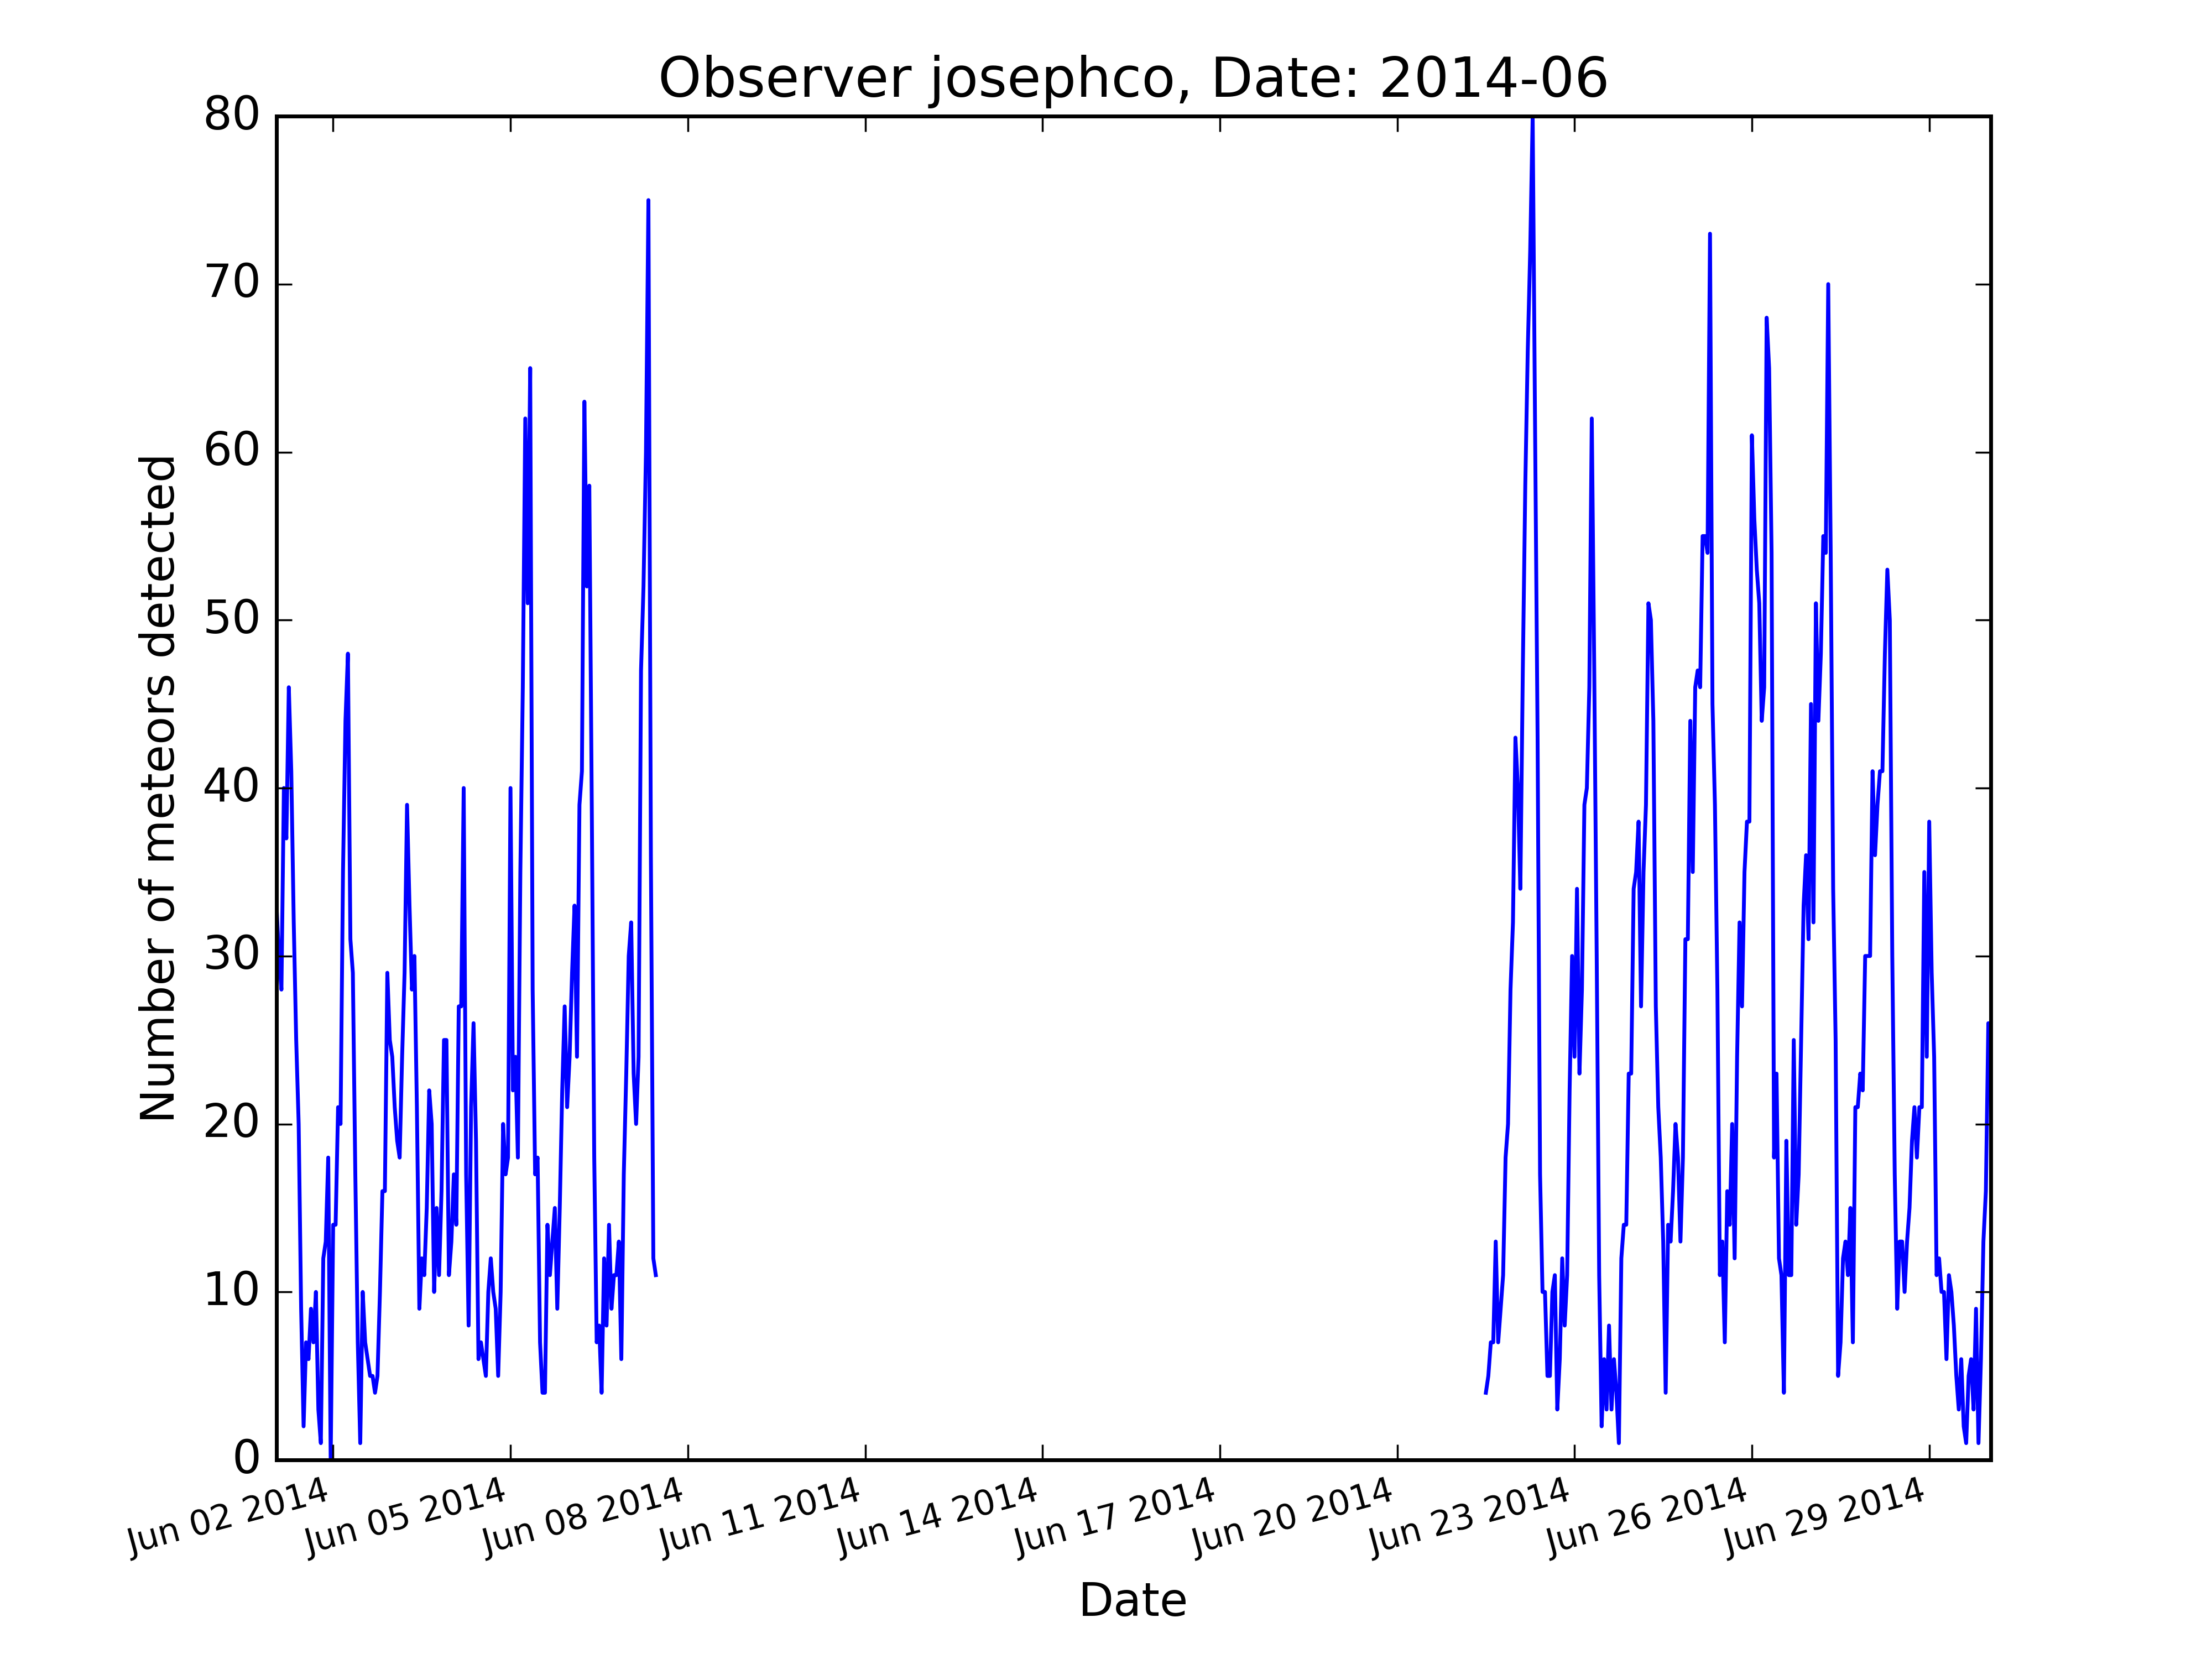 Observer josephco, Date: 2014-06
Number of meteors detected
80
70
60
50
40
30
20
10
0
Jun 02 2014
Jun 05 2014
Jun 08 2014
Jun 11 2014
Jun 14 2014
Jun 17 2014
Jun 20 2014
Jun 23 2014
Jun 26 2014
Jun 29 2014
Date